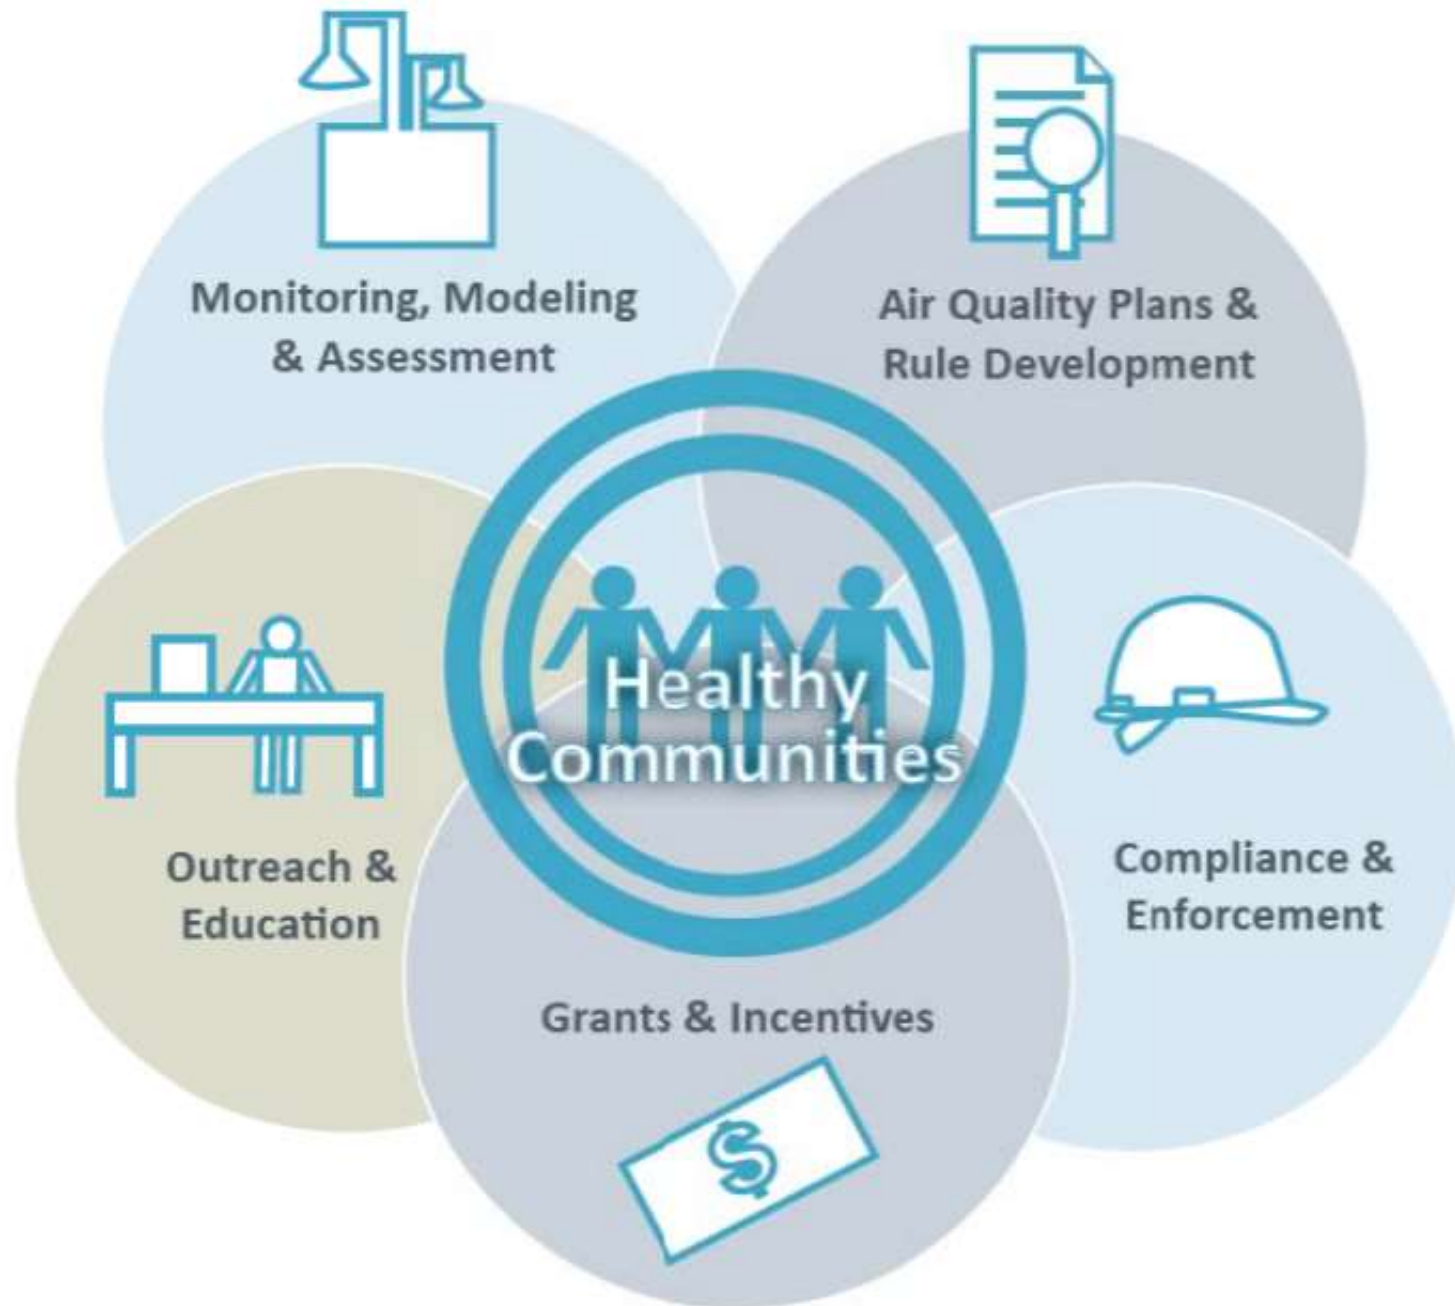 Monitoring, Modeling
& Assessment
Air Quality Plans &
Rule Development
Healthy
Communities
Outreach &
Education
Compliance &
Enforcement
Grants & Incentives
$